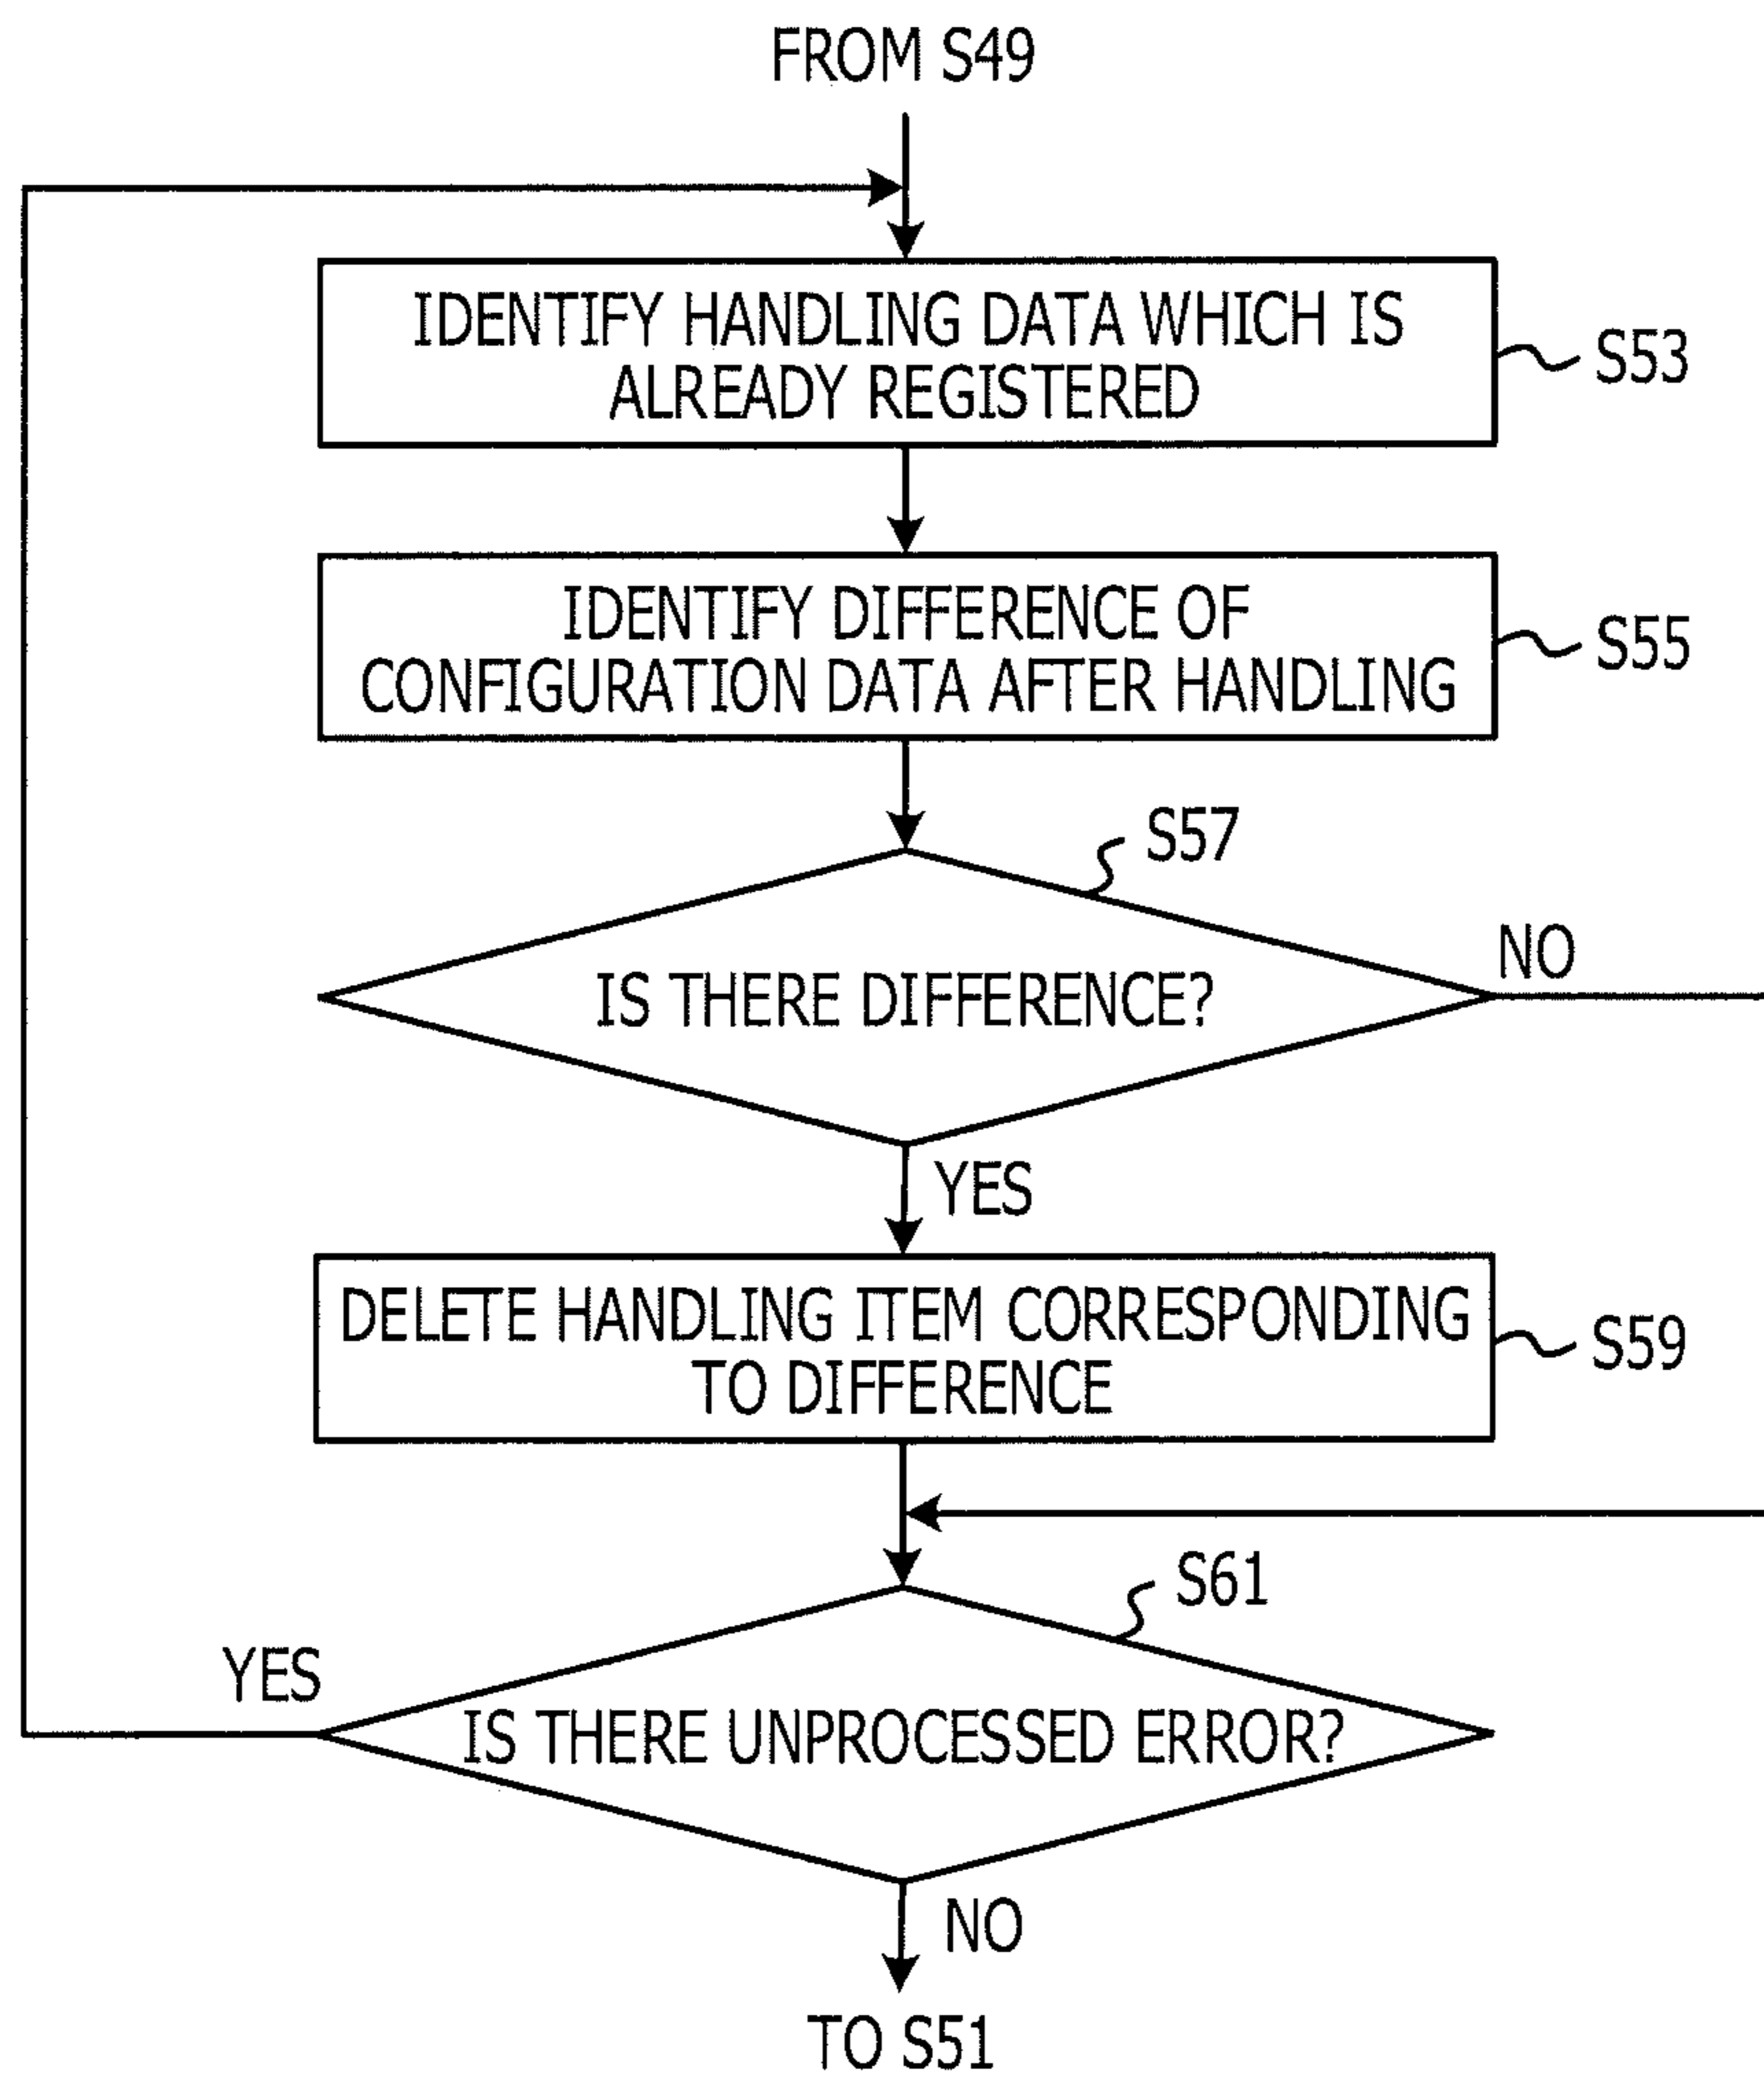 FROM S49
IDENTIFY HANDLING DATA WHICH IS
ALREADY REGISTERED
S53
IDENTIFY DIFFERENCE OF
CONFIGURATION DATA AFTER HANDLING
S55
S57
IS THERE DIFFERENCE?
NO
YES
DELETE HANDLING ITEM CORRESPONDING
TO DIFFERENCE
S59
S61
YES
IS THERE UNPROCESSED ERROR?
NO
TO S51